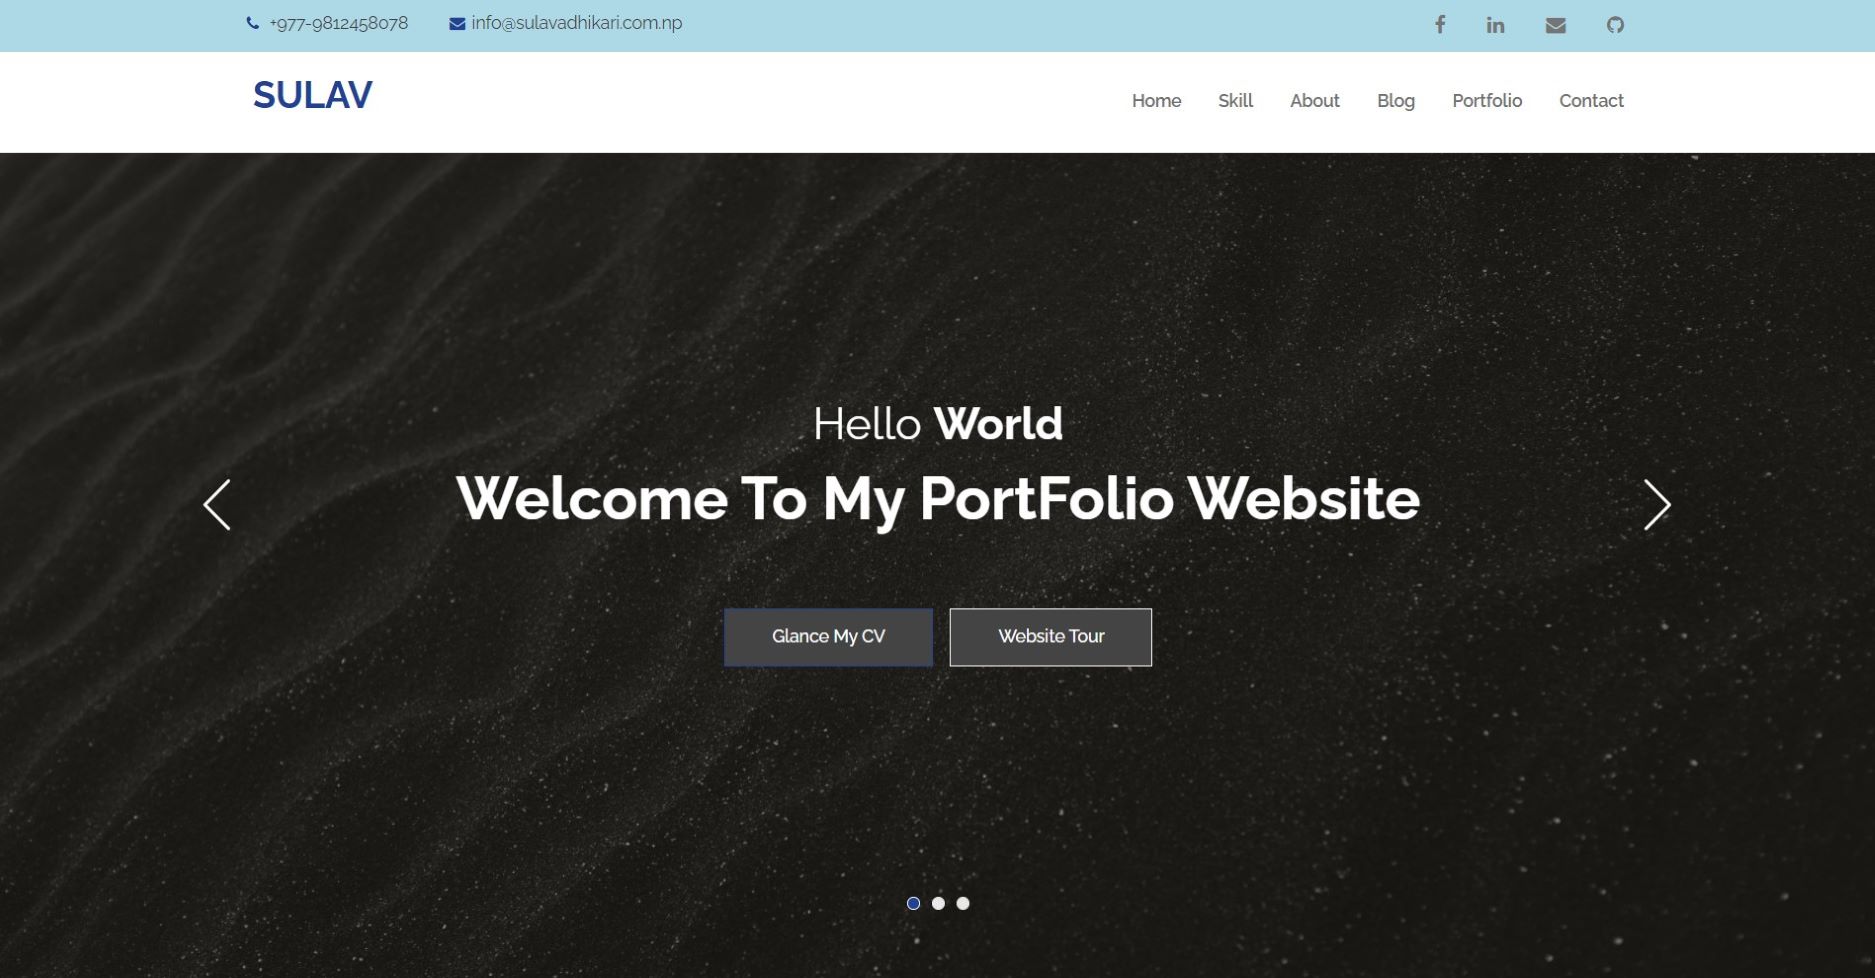 +977-9812458078 info@sulavadhikari.com.np
SULAV
Home Skill About Blog Portfolio Contact
Hello World
Welcome To My PortFolio Website
Glance My CV Website Tour